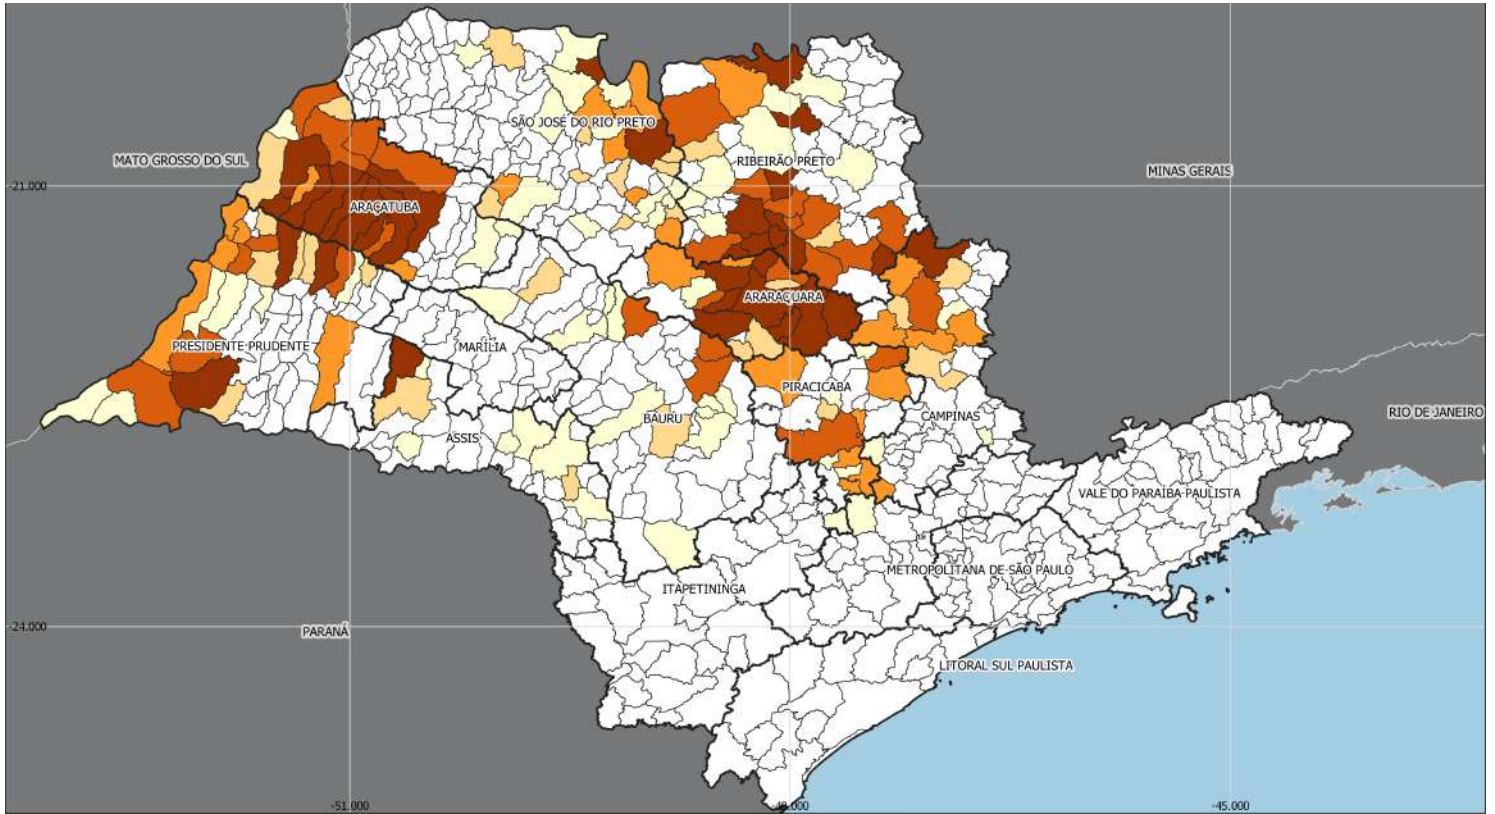 SÃO JOSÉ DO RIO PRETO
MATO GROSSO DO SUL
RIBEIRÃO PRETO
MINAS GERAIS
-21.000
ARAÇATUBA
ARARAQUARA
PRESIDENTE PRUDENTE
MARÍLIA
PIRACICABA
RIO DE JANEIRO
BAURU
CAMPINAS
ASSIS
VALE DO PARAÍBA PAULISTA
METROPOLITANA DE SÃO PAULO
ITAPETININGA
-24.000
PARANÁ
LITORAL SUL PAULISTA
-51.000
-48.000
-45.000